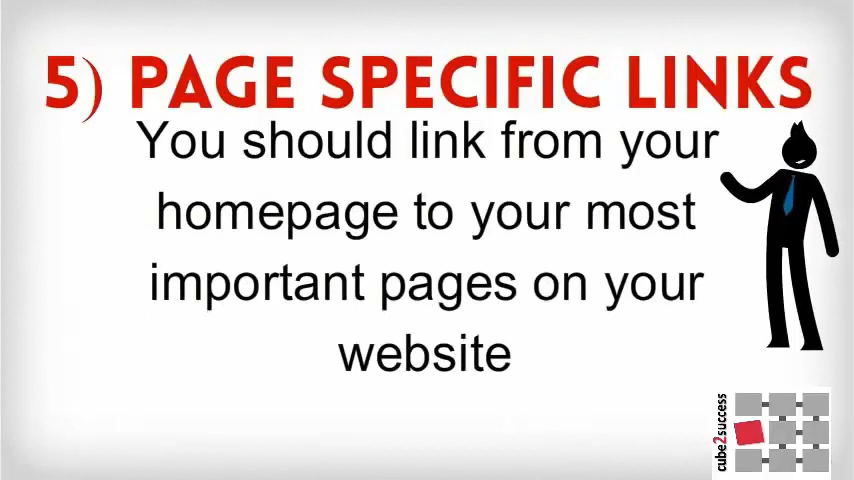 5) PAGE SPECIFIC LINKS
You should link from your
homepage to your most
important pages on your
website
cube2success